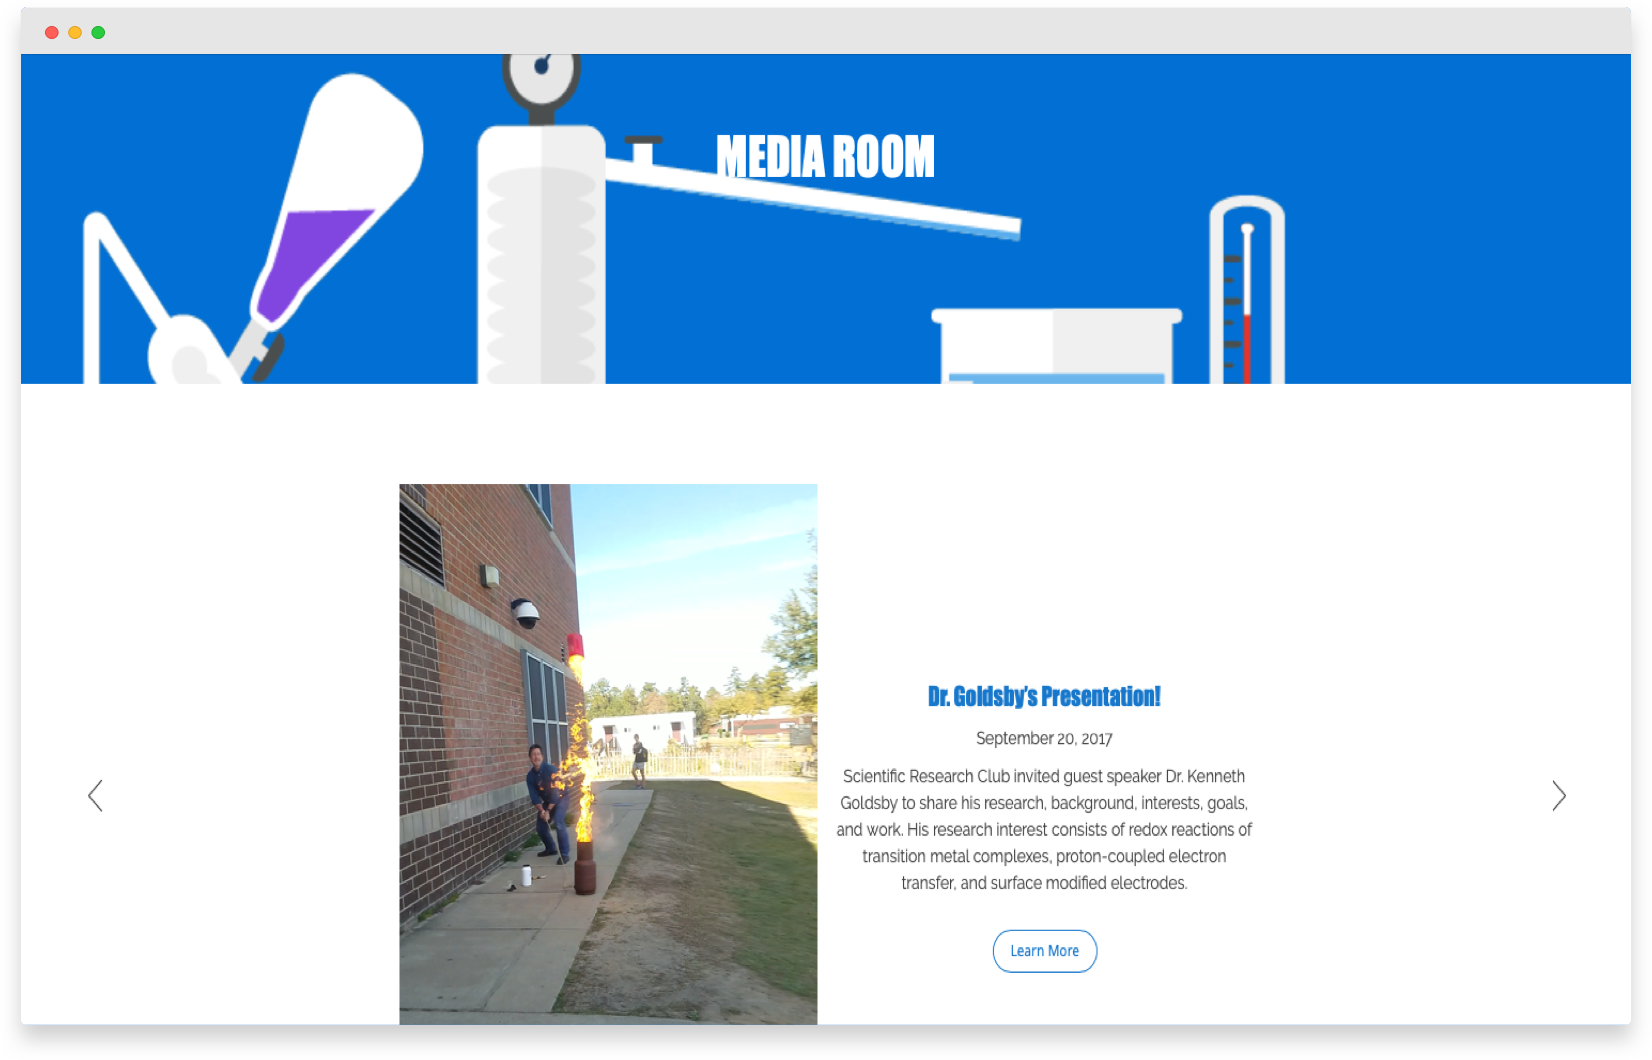 MEDIA ROOM
Dr. Goldsby's Presentation!
September 20, 2017
Scientific Research Club invited guest speaker Dr. Kenneth
Goldsby to share his research, background, interests, goals,
and work. His research interest consists of redox reactions of
transition metal complexes, proton-coupled electron
transfer, and surface modified electrodes.
Learn More